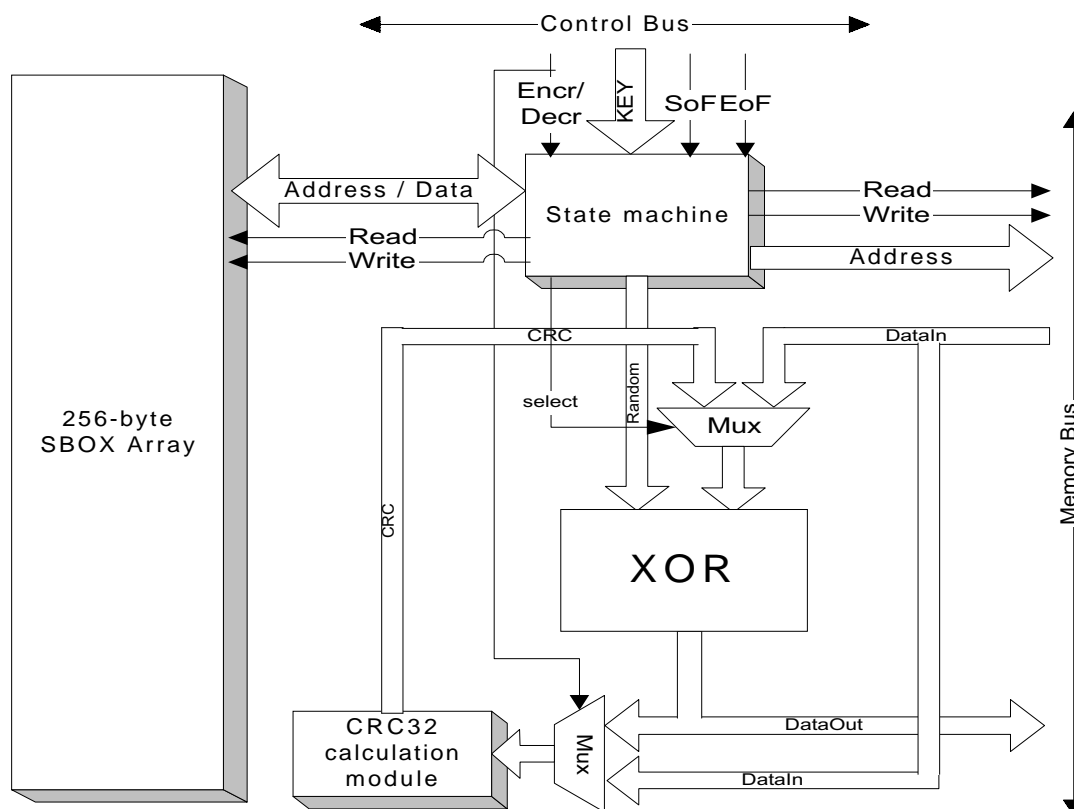 Control Bus
Encr/
Decr
KEY
SoF
EoF
Address / Data
State machine
Read
Write
Read
Write
Address
CRC
DataIn
select
Random
Mux
256-byte
SBOX Array
Memory Bus
CRC
XOR
CRC32
calculation
module
Mux
DataOut
DataIn